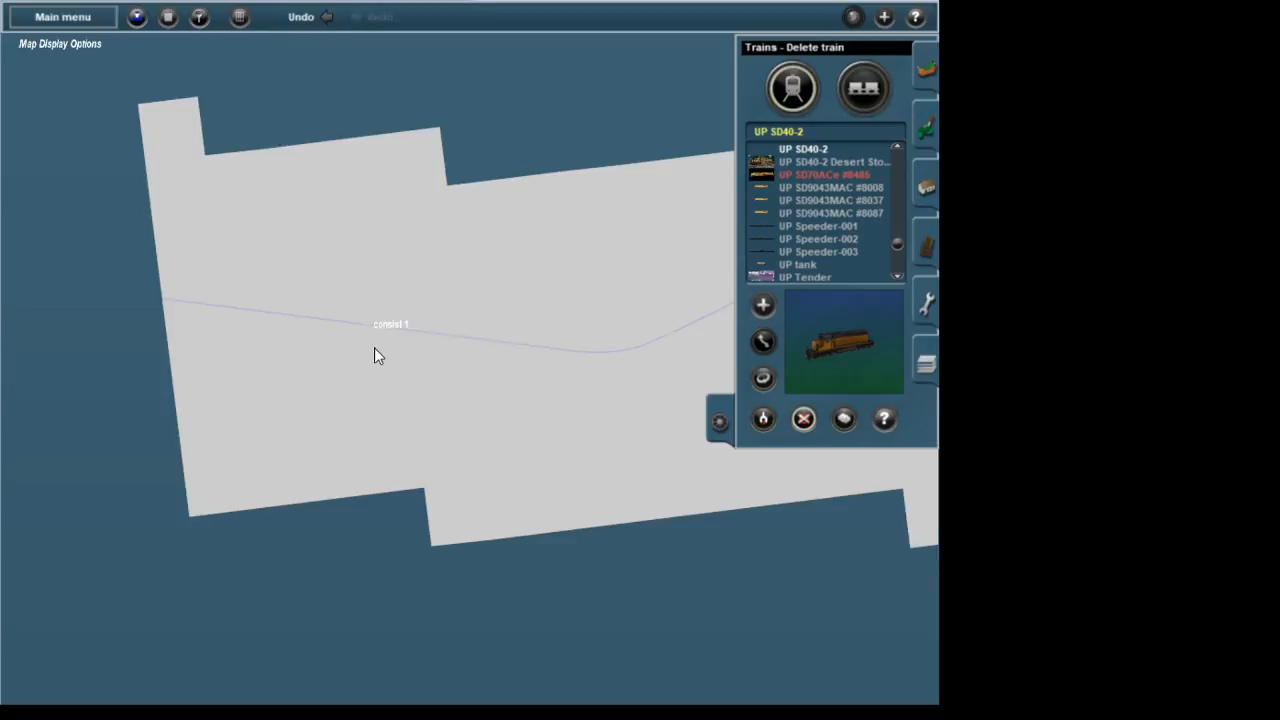 Main menu
Undo
Redo
Map Display Options
Trains - Delete train
UP SD40-2
UP SD40-2
UP SD40-2 Desert Sto...
UP SD70ACe #8485
UP SD9043MAC #8008
UP SD9043MAC #8037
UP SD9043MAC #8087
UP Speeder-001
UP Speeder-002
UP Speeder-003
UP tank
UP Tender
consist 1